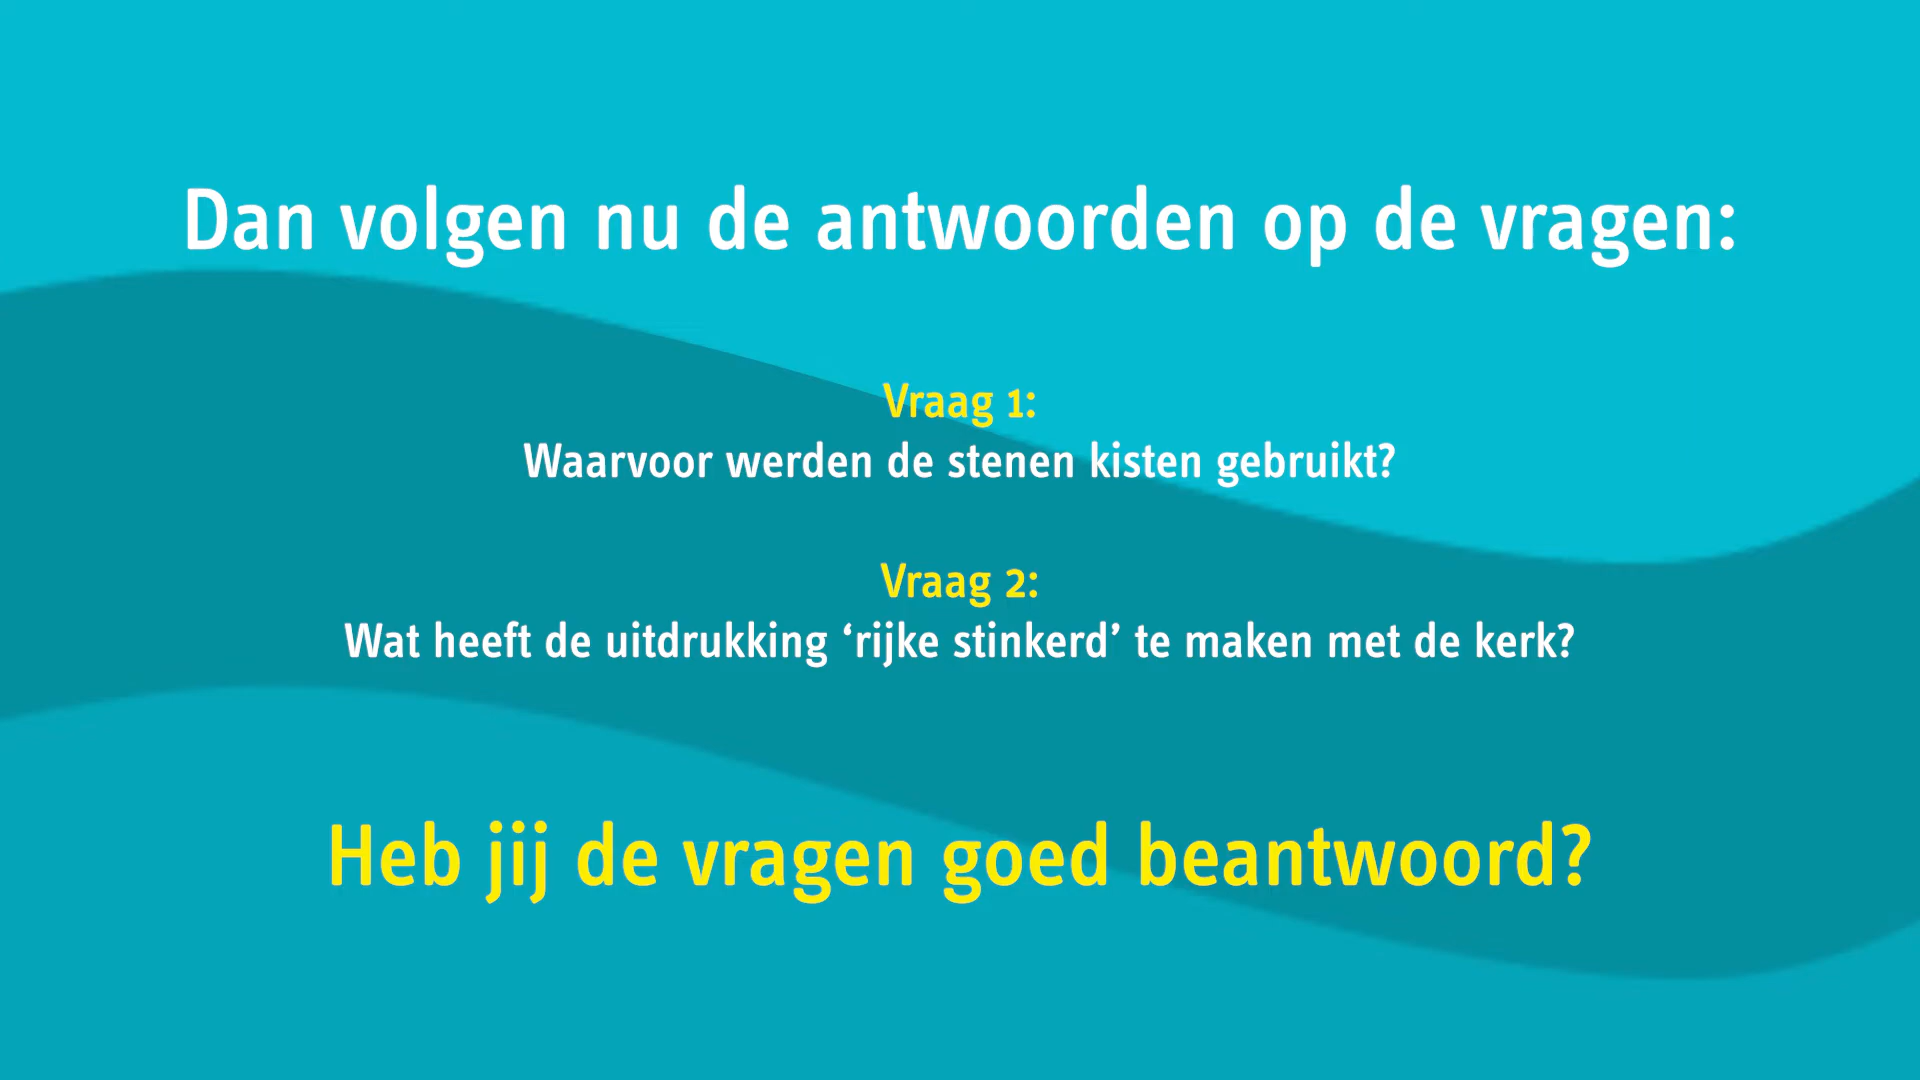 Dan volgen nu de antwoorden op de vragen:
Vraag 1:
Waarvoor werden de stenen kisten gebruikt?
Vraag 2:
Wat heeft de uitdrukking ‘rijke stinkerd’ te maken met de kerk?
Heb jij de vragen goed beantwoord?